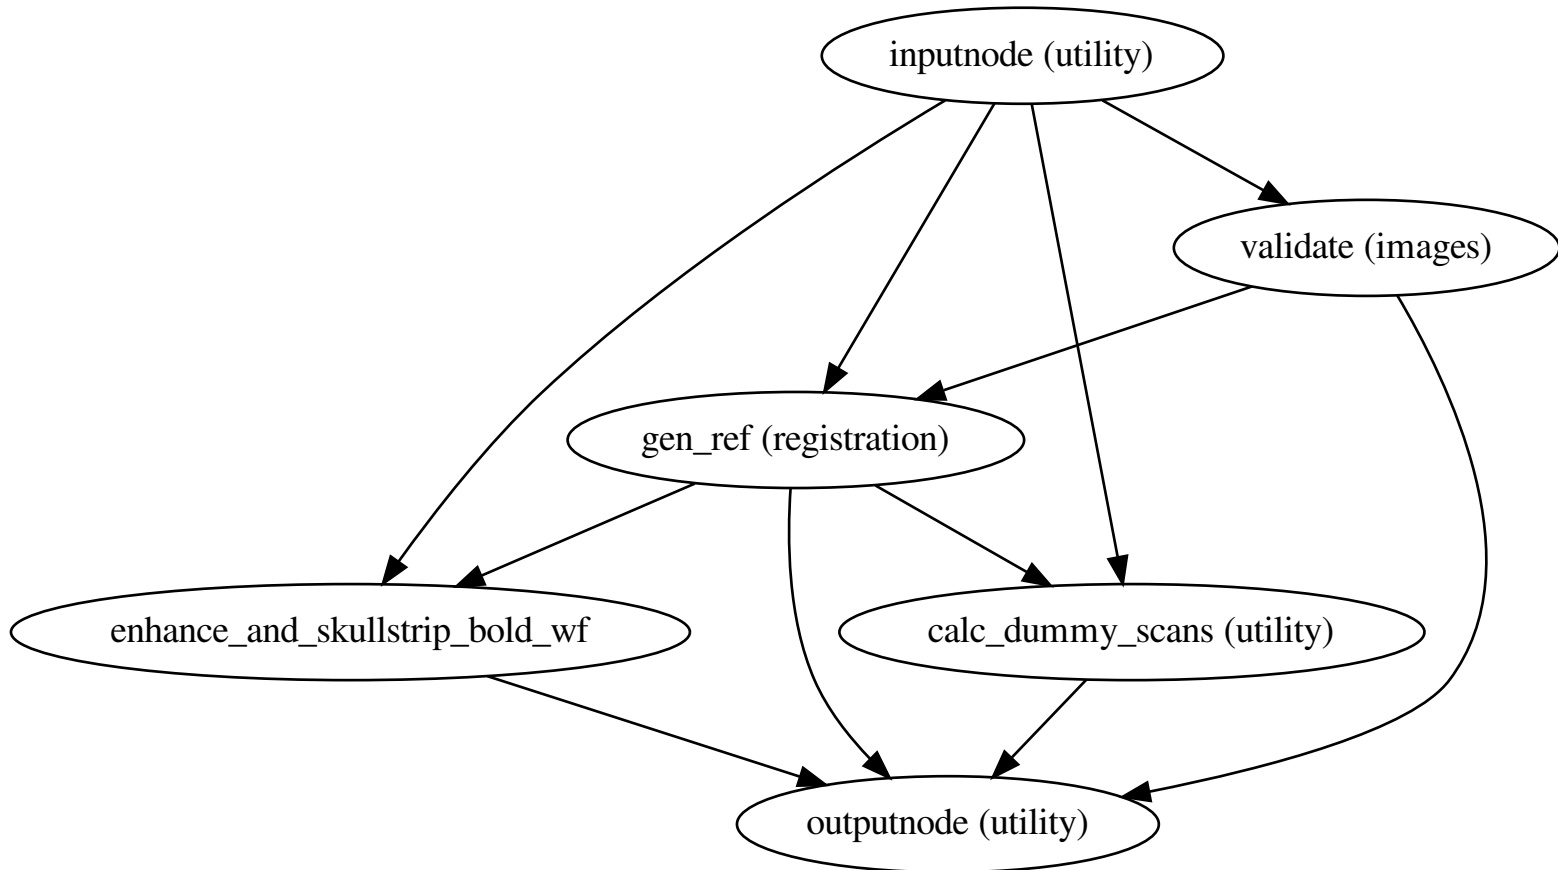 inputnode (utility)
validate (images)
gen_ref (registration)
enhance_and_skullstrip_bold_wf
calc_dummy_scans (utility)
outputnode (utility)